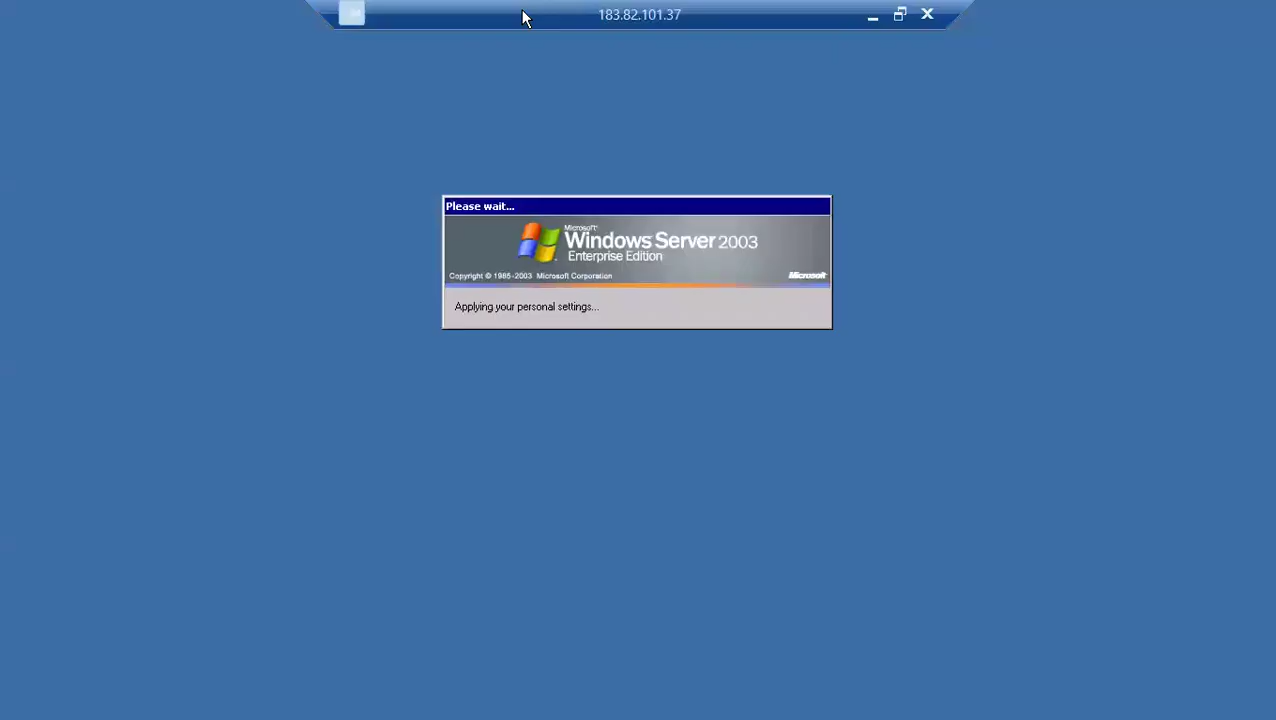 183.82.101.37
Please wait...
Microsoft
Windows Server 2003
Enterprise Edition
Copyright © 1985-2003 Microsoft Corporation
Microsoft
Applying your personal settings...